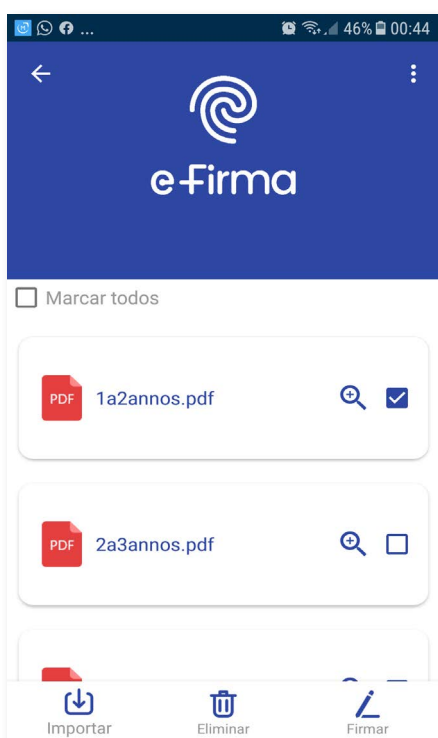 ... 46% 00:44
e-Firma
Marcar todos
PDF 1a2annos.pdf
PDF 2a3annos.pdf
Importar Eliminar Firmar